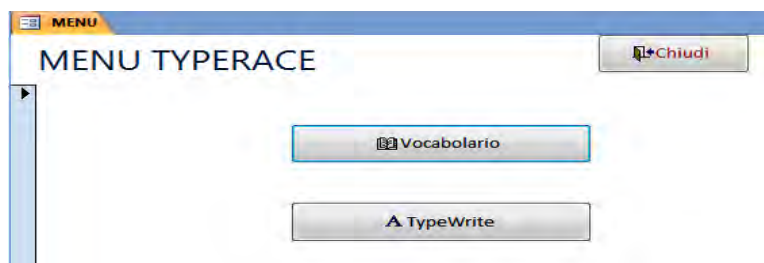 MENU
MENU TYPERACE
Chiudi
Vocabolario
A TypeWrite